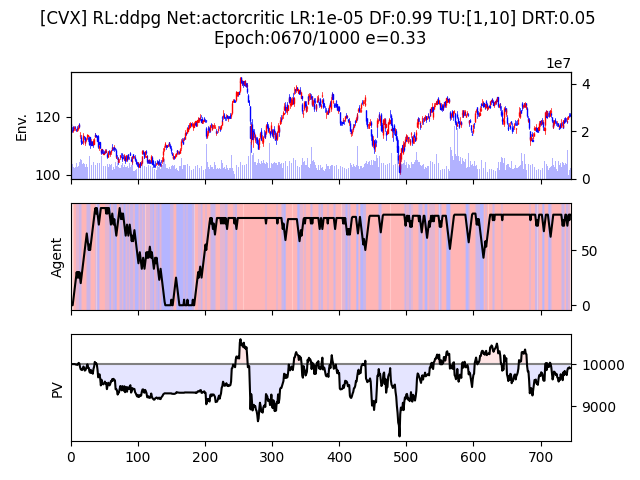 [CVX] RL:ddpg Net:actorcritic LR:1e-05 DF:0.99 TU:[1,10] DRT:0.05
Epoch:0670/1000 e=0.33
1e7
Env.
120
100
4
2
0
Agent
50
0
PV
10000
9000
0 100 200 300 400 500 600 700